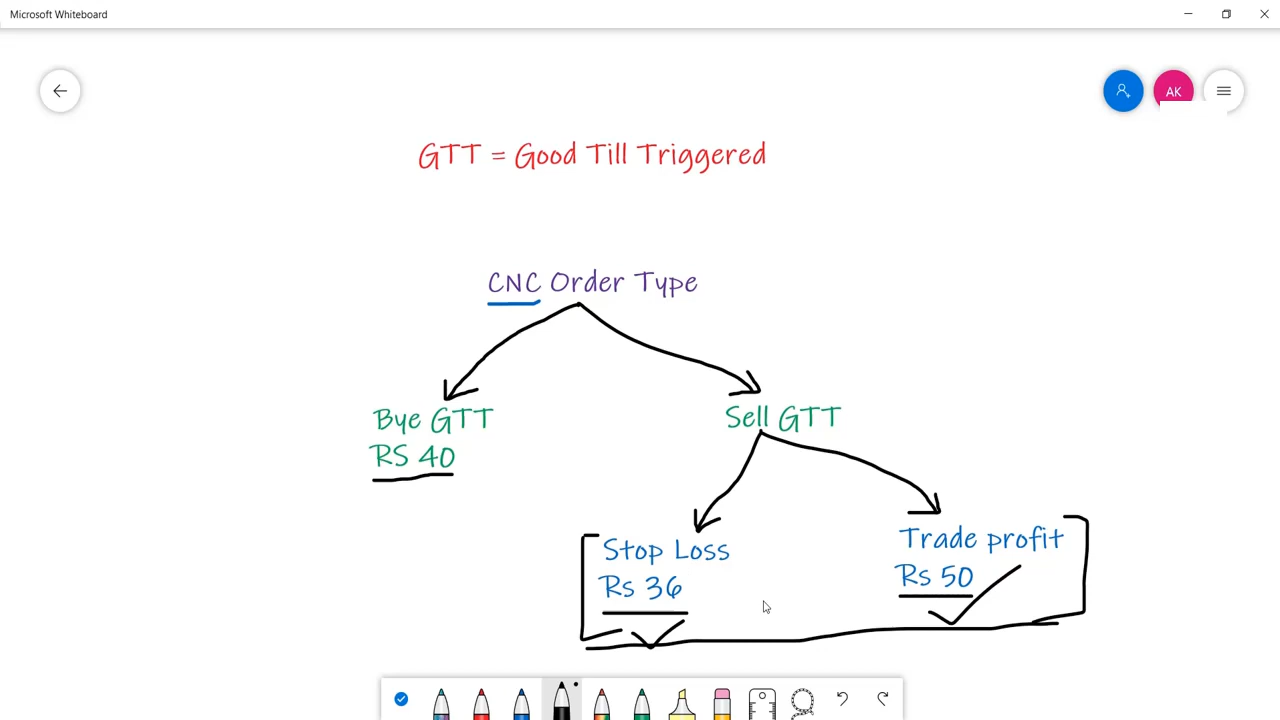 Microsoft Whiteboard
AK
GTT = Good Till Triggered
CNC Order Type
Bye GTT
RS 40
Sell GTT
Stop Loss
Rs 36
Trade profit
Rs 50